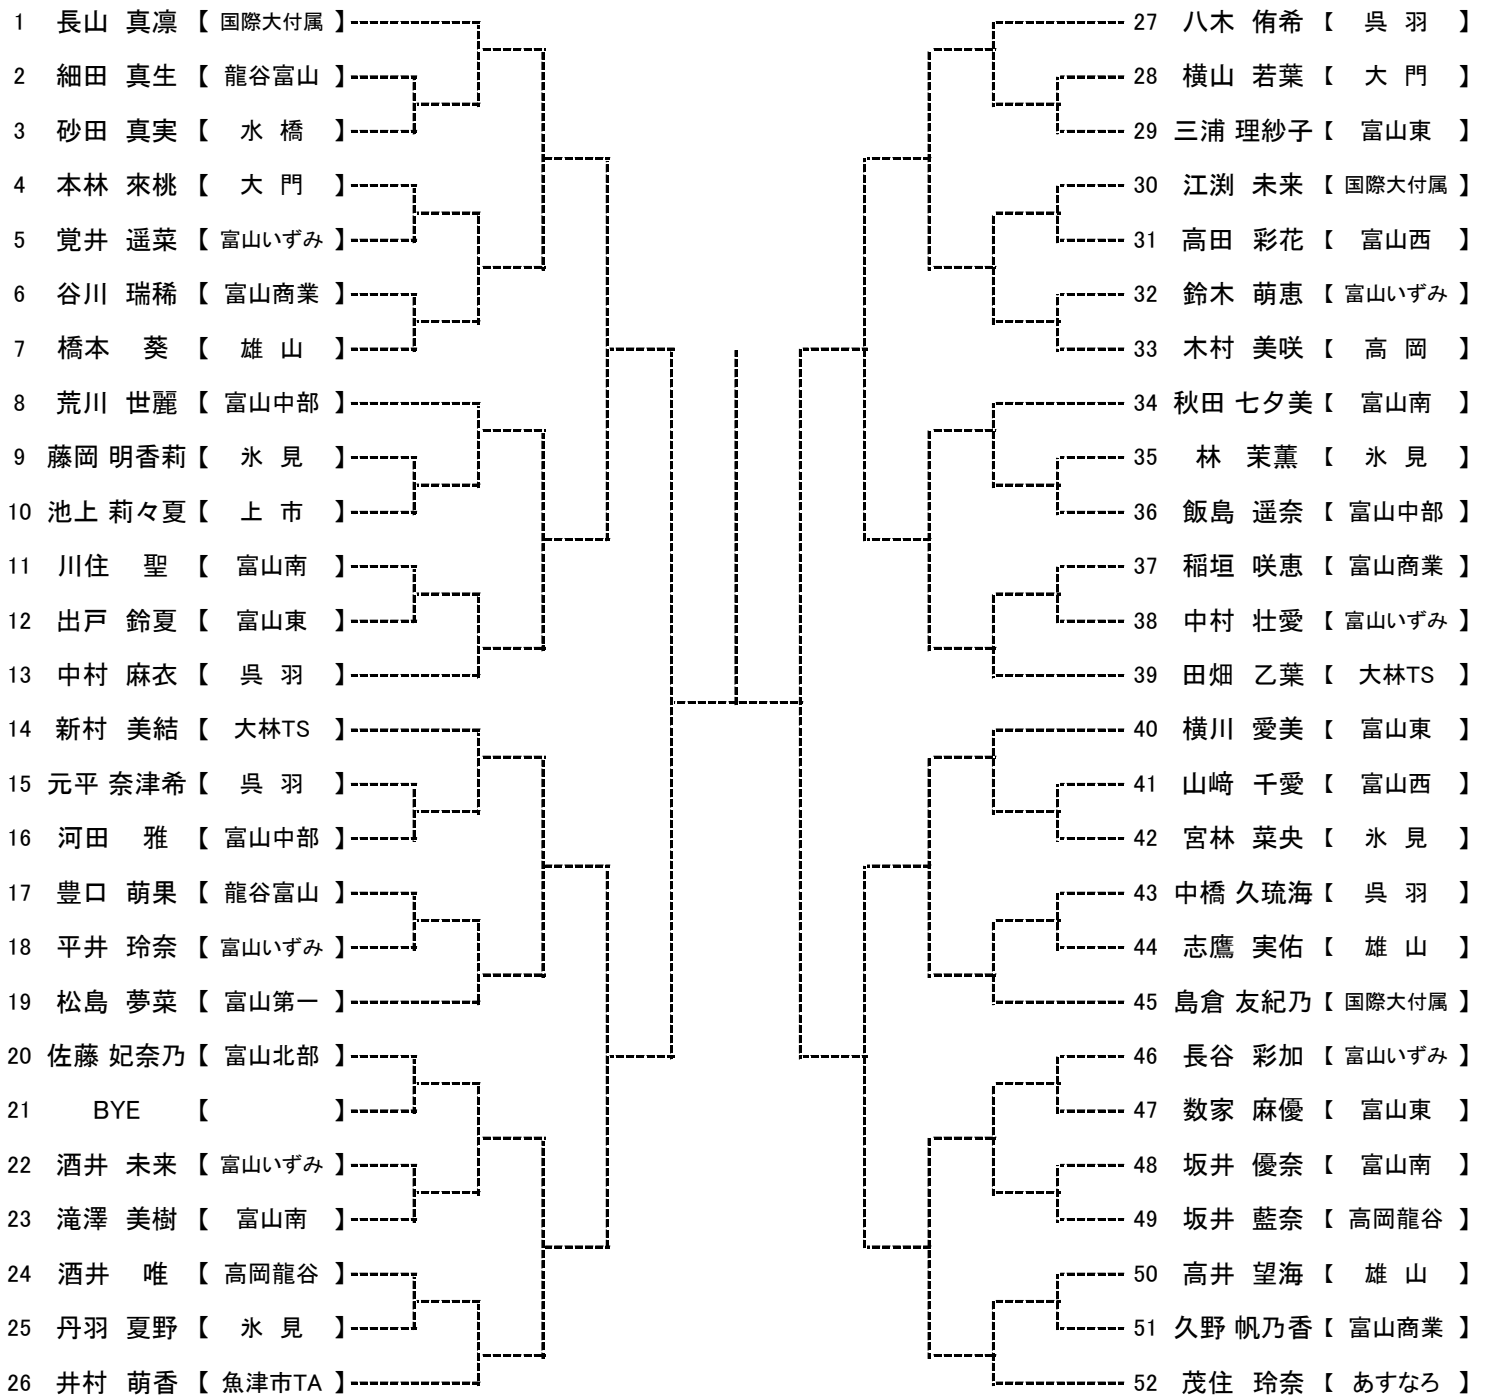 1 長山 真凛 【 国際大付属 】
2 細田 真生 【 龍谷富山 】
3 砂田 真実 【 水 橋 】
4 本林 來桃 【 大 門 】
5 覚井 遥菜 【 富山いずみ 】
6 谷川 瑞稀 【 富山商業 】
7 橋本 葵 【 雄 山 】
8 荒川 世麗 【 富山中部 】
9 藤岡 明香莉 【 氷 見 】
10 池上 莉々夏 【 上 市 】
11 川住 聖 【 富山南 】
12 出戸 鈴夏 【 富山東 】
13 中村 麻衣 【 呉 羽 】
14 新村 美結 【 大林TS 】
15 元平 奈津希 【 呉 羽 】
16 河田 雅 【 富山中部 】
17 豊口 萌果 【 龍谷富山 】
18 平井 玲奈 【 富山いずみ 】
19 松島 夢菜 【 富山第一 】
20 佐藤 妃奈乃 【 富山北部 】
21 BYE 【 】
22 酒井 未来 【 富山いずみ 】
23 滝澤 美樹 【 富山南 】
24 酒井 唯 【 高岡龍谷 】
25 丹羽 夏野 【 氷 見 】
26 井村 萌香 【 魚津市TA 】
27 八木 侑希 【 呉 羽 】
28 横山 若葉 【 大 門 】
29 三浦 理紗子 【 富山東 】
30 江渕 未来 【 国際大付属 】
31 高田 彩花 【 富山西 】
32 鈴木 萌恵 【 富山いずみ 】
33 木村 美咲 【 高 岡 】
34 秋田 七夕美 【 富山南 】
35 林 茉薫 【 氷 見 】
36 飯島 遥奈 【 富山中部 】
37 稲垣 咲恵 【 富山商業 】
38 中村 壮愛 【 富山いずみ 】
39 田畑 乙葉 【 大林TS 】
40 横川 愛美 【 富山東 】
41 山﨑 千愛 【 富山西 】
42 宮林 菜央 【 氷 見 】
43 中橋 久琉海 【 呉 羽 】
44 志鷹 実佑 【 雄 山 】
45 島倉 友紀乃 【 国際大付属 】
46 長谷 彩加 【 富山いずみ 】
47 数家 麻優 【 富山東 】
48 坂井 優奈 【 富山南 】
49 坂井 藍奈 【 高岡龍谷 】
50 高井 望海 【 雄 山 】
51 久野 帆乃香 【 富山商業 】
52 茂住 玲奈 【 あすなろ 】